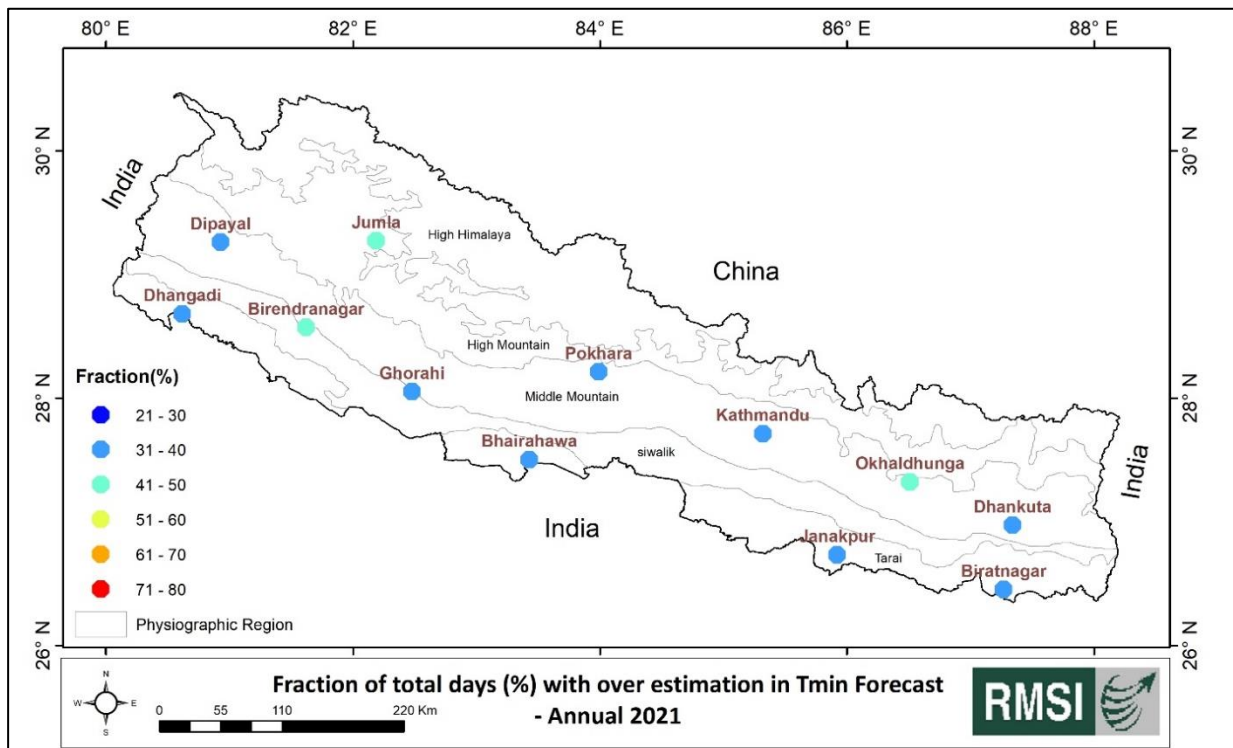 80° E 82° E 84° E 86° E 88° E
30° N 30° N
India
Dipayal Jumla
High Himalaya
China
Dhangadi Birendranagar
High Mountain Pokhara
Fraction(%)
Ghorahi
Middle Mountain
28° N 28° N
21 - 30
Kathmandu
31 - 40
Bhairahawa siwalik
Okhaldhunga
41 - 50
India
Dhankuta
51 - 60
India
Janakpur
61 - 70
Tarai
Biratnagar
71 - 80
Physiographic Region
26° N 26° N
N
W E
S
0 55 110 220 Km
Fraction of total days (%) with over estimation in Tmin Forecast
- Annual 2021
RMSI